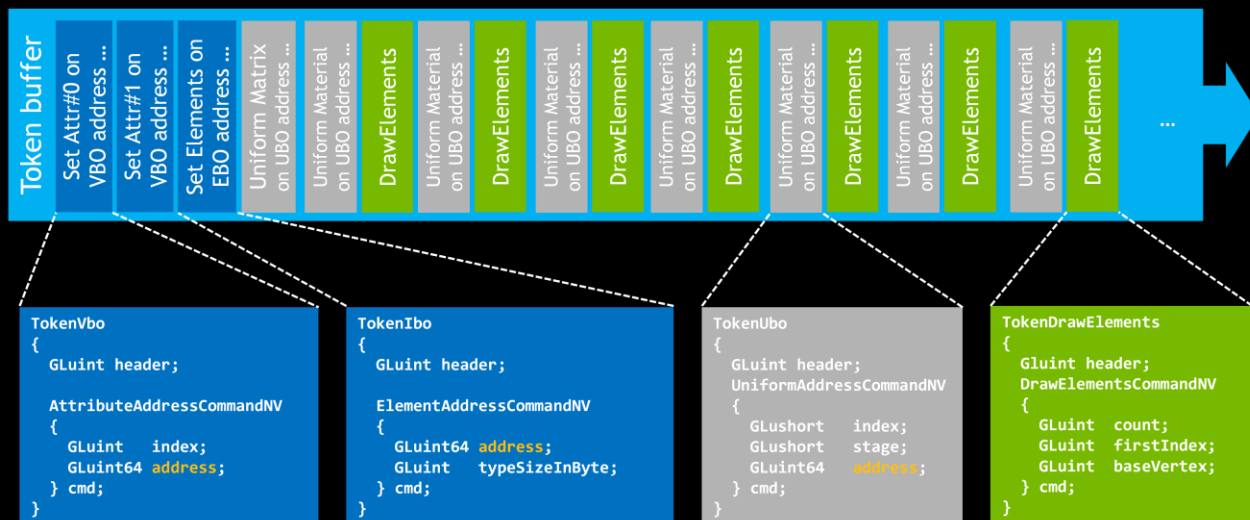 Token buffer
Set Attr#0 on
VBO address ...
Set Attr#1 on
VBO address ...
Set Elements on
EBO address ...
Uniform Matrix
on UBO address ...
Uniform Material
on UBO address ...
DrawElements
Uniform Material
on UBO address ...
DrawElements
Uniform Material
on UBO address ...
DrawElements
Uniform Material
on UBO address ...
DrawElements
Uniform Material
on UBO address ...
DrawElements
Uniform Material
on UBO address ...
DrawElements
Uniform Material
on UBO address ...
DrawElements
...
TokenVbo
{
GLuint header;
AttributeAddressCommandNV
{
GLuint index;
GLuint64 address;
} cmd;
}
TokenIbo
{
GLuint header;
ElementAddressCommandNV
{
GLuint64 address;
GLuint typeSizeInByte;
} cmd;
}
TokenUbo
{
GLuint header;
UniformAddressCommandNV
{
GLushort index;
GLushort stage;
GLuint64 address;
} cmd;
}
TokenDrawElements
{
Gluint header;
DrawElementsCommandNV
{
GLuint count;
GLuint firstIndex;
GLuint baseVertex;
} cmd;
}